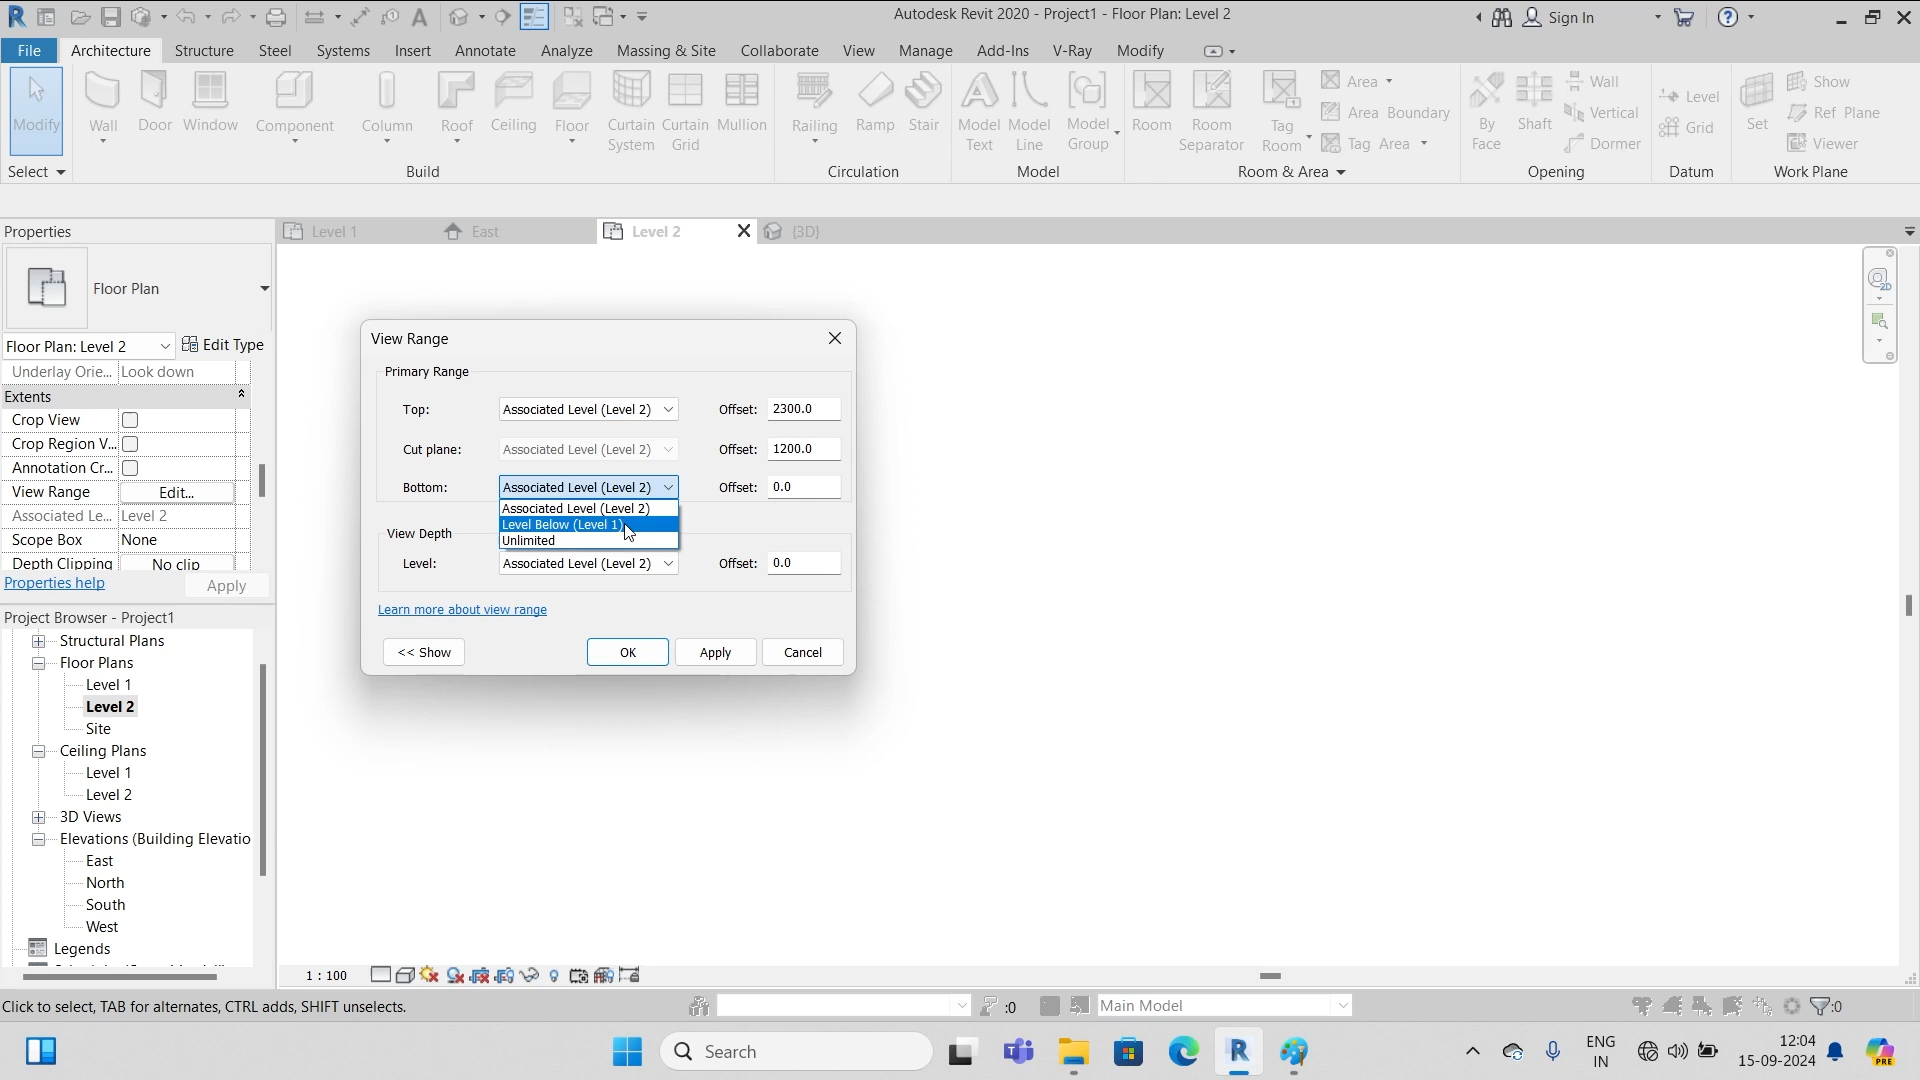 Autodesk Revit 2020 - Project1 - Floor Plan: Level 2
Sign In
File Architecture Structure Steel Systems Insert Annotate Analyze Massing & Site Collaborate View Manage Add-Ins V-Ray Modify
Modify Wall Door Window Component Column Roof Ceiling Floor Curtain System Curtain Grid Mullion Railing Ramp Stair Model Text Model Line Model Group Room Room Separator Tag Room
Area
Area Boundary
Tag Area
By Face Shaft
Wall
Vertical
Dormer
Level
Grid
Set
Show
Ref Plane
Viewer
Select Build Circulation Model Room & Area Opening Datum Work Plane
Properties
Level 1 East Level 2 {3D}
Floor Plan
Floor Plan: Level 2 Edit Type
Underlay Orie... Look down
Extents
Crop View
Crop Region V...
Annotation Cr...
View Range Edit...
Associated Le... Level 2
Scope Box None
Depth Clipping No clip
Properties help Apply
Project Browser - Project1
Structural Plans
Floor Plans
Level 1
Level 2
Site
Ceiling Plans
Level 1
Level 2
3D Views
Elevations (Building Elevatio
East
North
South
West
Legends
View Range
Primary Range
Top: Associated Level (Level 2) Offset: 2300.0
Cut plane: Associated Level (Level 2) Offset: 1200.0
Bottom: Associated Level (Level 2) Offset: 0.0
Associated Level (Level 2)
Level Below (Level 1)
Unlimited
View Depth
Level: Associated Level (Level 2) Offset: 0.0
Learn more about view range
<< Show OK Apply Cancel
1 : 100
Click to select, TAB for alternates, CTRL adds, SHIFT unselects.
:0 Main Model :0
Search
ENG
IN
12:04
15-09-2024
PRE